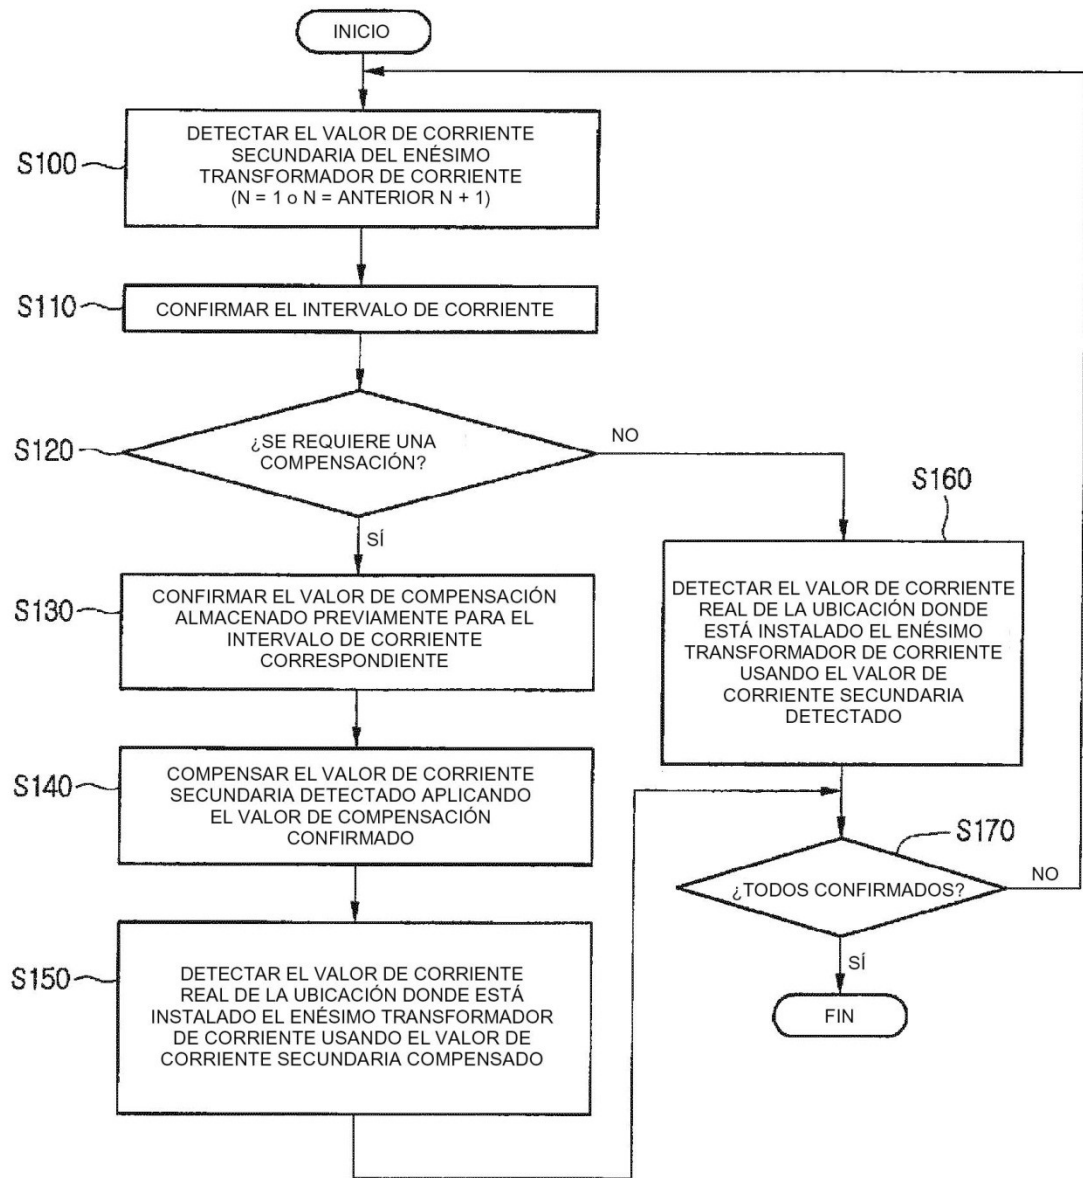 INICIO
S100
DETECTAR EL VALOR DE CORRIENTE
SECUNDARIA DEL ENÉSIMO
TRANSFORMADOR DE CORRIENTE
(N = 1 o N = ANTERIOR N + 1)
S110
CONFIRMAR EL INTERVALO DE CORRIENTE
S120
¿SE REQUIERE UNA
COMPENSACIÓN?
NO
SÍ
S130
CONFIRMAR EL VALOR DE COMPENSACIÓN
ALMACENADO PREVIAMENTE PARA EL
INTERVALO DE CORRIENTE
CORRESPONDIENTE
S140
COMPENSAR EL VALOR DE CORRIENTE
SECUNDARIA DETECTADO APLICANDO
EL VALOR DE COMPENSACIÓN
CONFIRMADO
S150
DETECTAR EL VALOR DE CORRIENTE
REAL DE LA UBICACIÓN DONDE ESTÁ
INSTALADO EL ENÉSIMO TRANSFORMADOR
DE CORRIENTE USANDO EL VALOR DE
CORRIENTE SECUNDARIA COMPENSADO
S160
DETECTAR EL VALOR DE CORRIENTE
REAL DE LA UBICACIÓN DONDE
ESTÁ INSTALADO EL ENÉSIMO
TRANSFORMADOR DE CORRIENTE
USANDO EL VALOR DE
CORRIENTE SECUNDARIA
DETECTADO
S170
¿TODOS CONFIRMADOS?
NO
SÍ
FIN